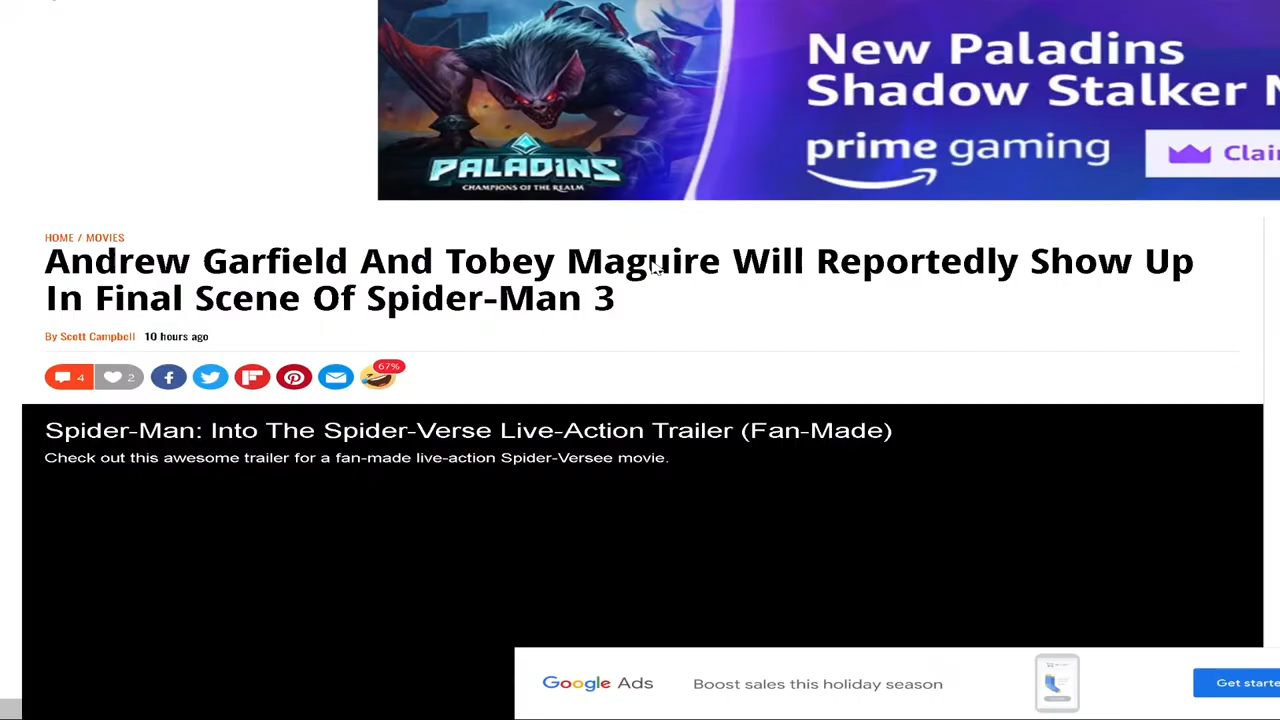 New Paladins
Shadow Stalker
prime gaming
PALADINS
CHAMPIONS OF THE REALM
HOME / MOVIES
Andrew Garfield And Tobey Maguire Will Reportedly Show Up
In Final Scene Of Spider-Man 3
By Scott Campbell 10 hours ago
4 2 67%
Spider-Man: Into The Spider-Verse Live-Action Trailer (Fan-Made)
Check out this awesome trailer for a fan-made live-action Spider-Versee movie.
Google Ads Boost sales this holiday season Get starte